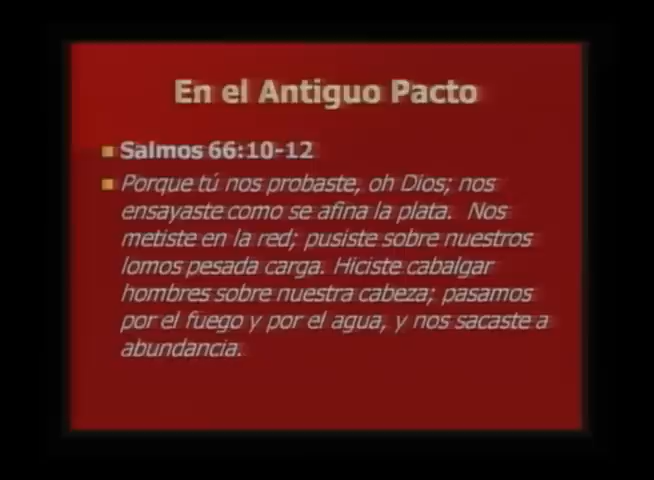 En el Antiguo Pacto
Salmos 66:10-12
Porque tú nos probaste, oh Dios; nos
ensayaste como se afina la plata. Nos
metiste en la red; pusiste sobre nuestros
lomos pesada carga. Hiciste cabalgar
hombres sobre nuestra cabeza; pasamos
por el fuego y por el agua, y nos sacaste a
abundancia.